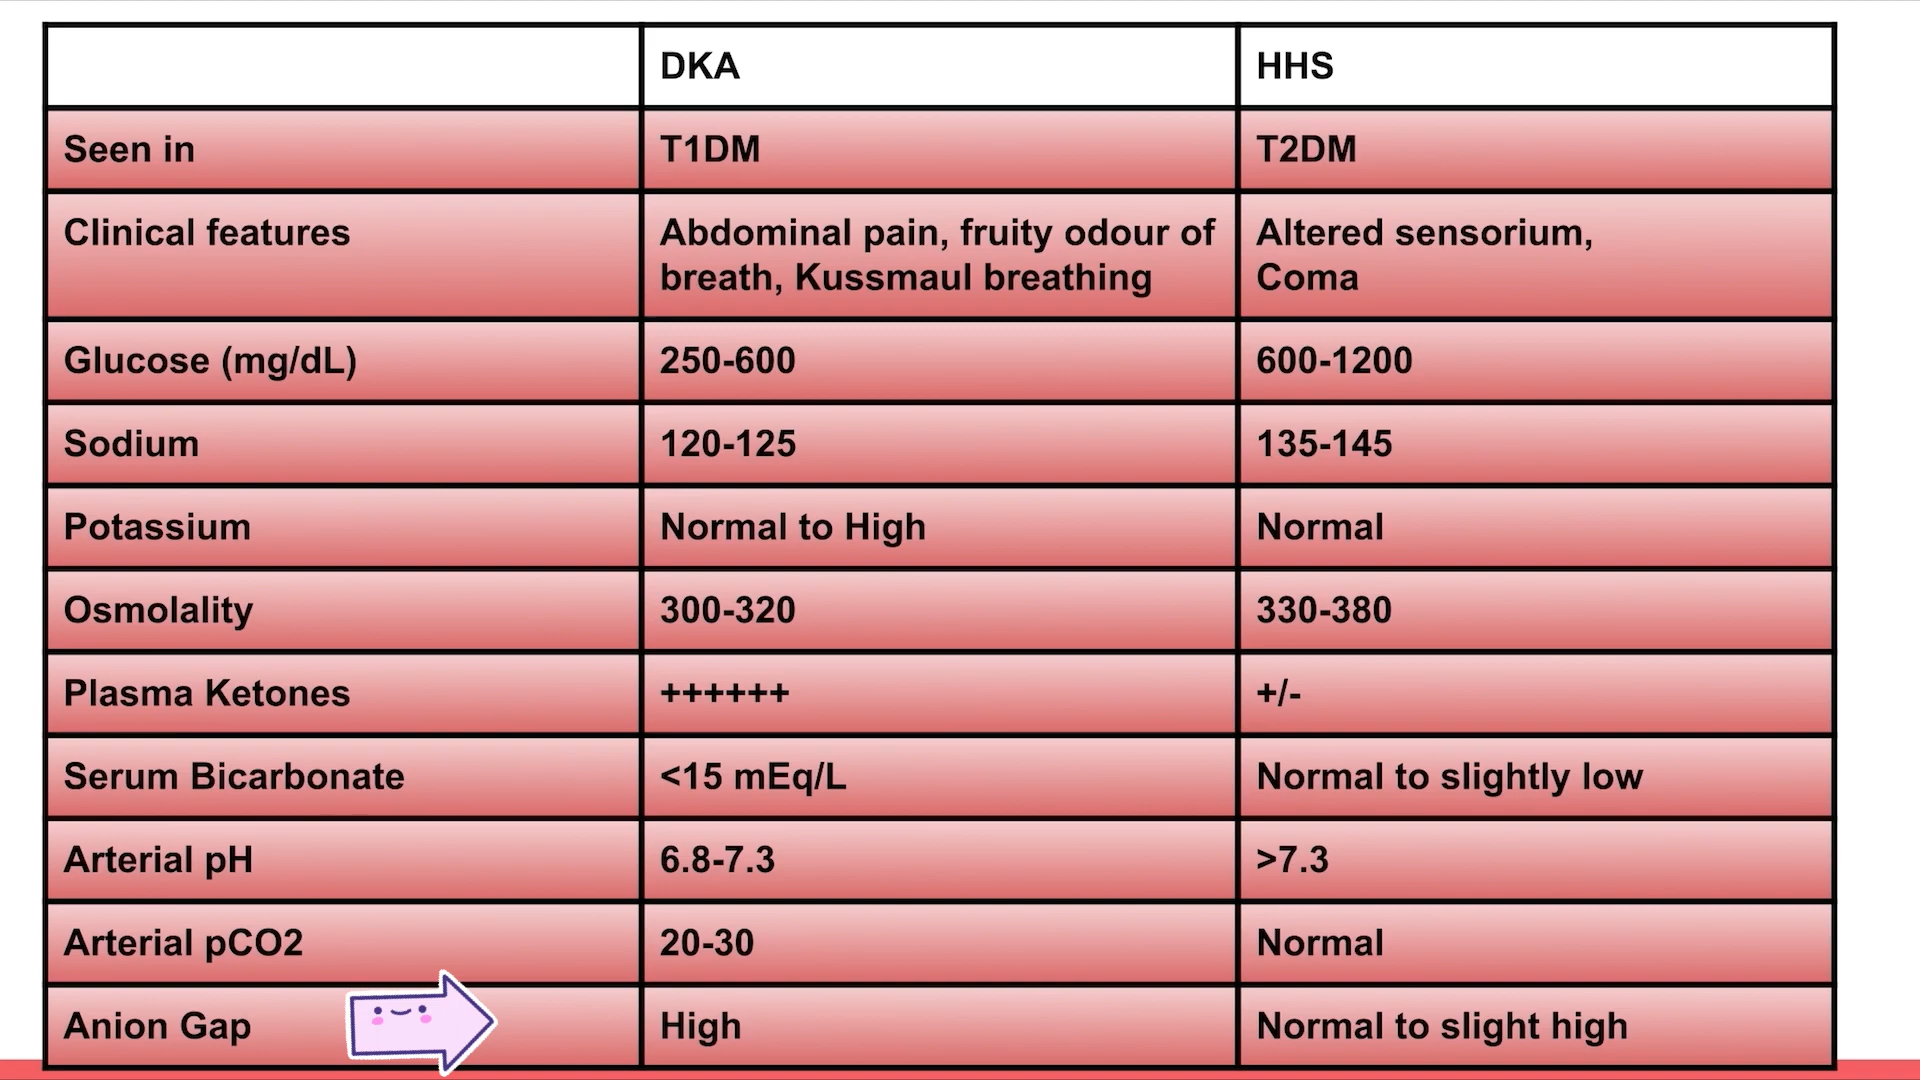 DKA
HHS
Seen in
T1DM
T2DM
Clinical features
Abdominal pain, fruity odour of
breath, Kussmaul breathing
Altered sensorium,
Coma
Glucose (mg/dL)
250-600
600-1200
Sodium
120-125
135-145
Potassium
Normal to High
Normal
Osmolality
300-320
330-380
Plasma Ketones
++++++
+/-
Serum Bicarbonate
<15 mEq/L
Normal to slightly low
Arterial pH
6.8-7.3
>7.3
Arterial pCO2
20-30
Normal
Anion Gap
High
Normal to slight high